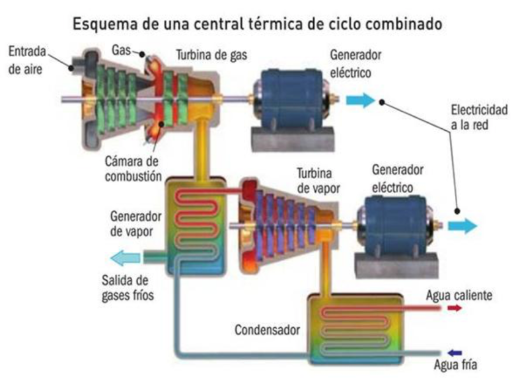 Esquema de una central térmica de ciclo combinado
Entrada
de aire
Gas
Turbina de gas
Generador
eléctrico
Electricidad
a la red
Cámara de
combustión
Turbina
de vapor
Generador
eléctrico
Generador
de vapor
Salida de
gases fríos
Condensador
Agua caliente
Agua fría